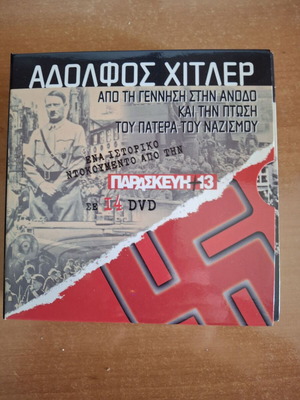 ΑΔΟΛΦΟΣ ΧΙΤΛΕΡ
ΑΠΟ ΤΗ ΓΕΝΝΗΣΗ ΣΤΗΝ ΑΝΟΔΟ
ΚΑΙ ΤΗΝ ΠΤΩΣΗ
ΤΟΥ ΠΑΤΕΡΑ ΤΟΥ ΝΑΖΙΣΜΟΥ
ΕΝΑ ΙΣΤΟΡΙΚΟ
ΝΤΟΚΟΥΜΕΝΤΟ ΑΠΟ ΤΗΝ
ΠΑΡΑΣΚΕΥΗ+13
ΣΕ 14 DVD